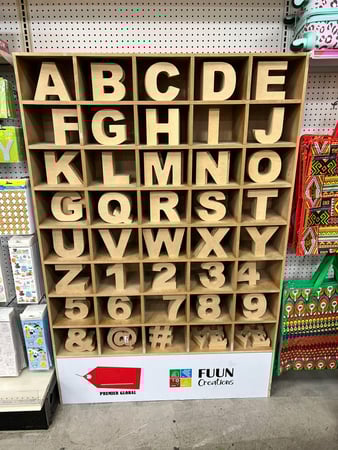 A B C D E
F G H I J
K L M N O
G Q R S T
U V W X Y
Z 1 2 3 4
5 6 7 8 9
& @ #
PREMIER GLOBAL
FUUN
Creations